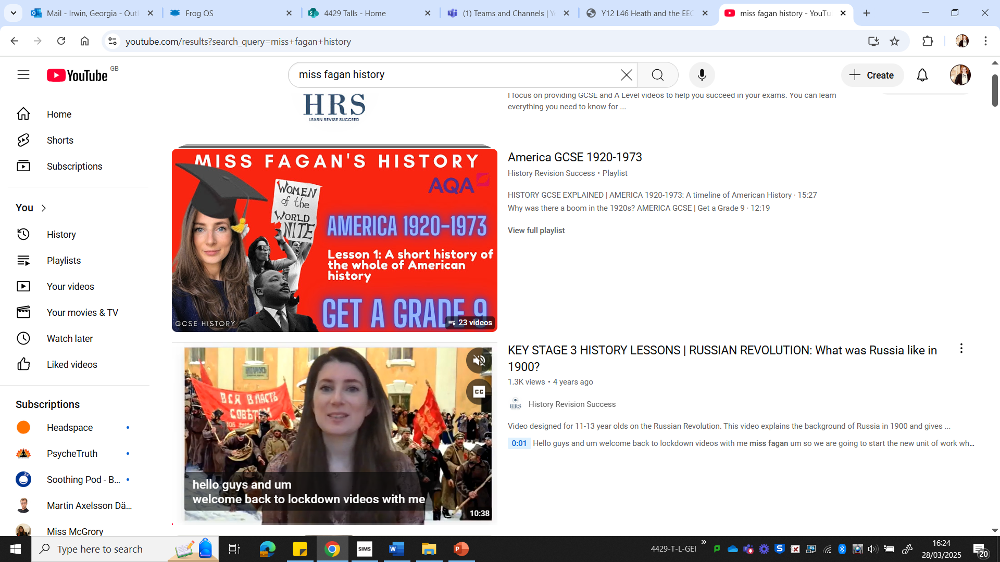 Mail - Irwin, Georgia - Outl
Frog OS
4429 Talls - Home
(1) Teams and Channels | Y
Y12 L46 Heath and the EEC
miss fagan history - YouTu
youtube.com/results?search_query=miss+fagan+history
YouTube GB
miss fagan history
Create
Home
Shorts
Subscriptions
You
History
Playlists
Your videos
Your movies & TV
Watch later
Liked videos
Subscriptions
Headspace
PsycheTruth
Soothing Pod - B...
Martin Axelsson Dä...
Miss McGrory
HRS
LEARN REVISE SUCCEED
I focus on providing GCSE and A Level videos to help you succeed in your exams. You can learn
everything you need to know for ...
MISS FAGAN'S HISTORY
AQA
WOMEN
of the
WORLD
NITE
AMERICA 1920-1973
Lesson 1: A short history of
the whole of American
history
GET A GRADE 9
GCSE HISTORY
23 videos
America GCSE 1920-1973
History Revision Success • Playlist
HISTORY GCSE EXPLAINED | AMERICA 1920-1973: A timeline of American History · 15:27
Why was there a boom in the 1920s? AMERICA GCSE | Get a Grade 9 · 12:19
View full playlist
ВСЯ ВЛАСТЬ
СОВѢТАМ
CC
hello guys and um
welcome back to lockdown videos with me
10:38
KEY STAGE 3 HISTORY LESSONS | RUSSIAN REVOLUTION: What was Russia like in
1900?
1.3K views • 4 years ago
HRS
History Revision Success
Video designed for 11-13 year olds on the Russian Revolution. This video explains the background of Russia in 1900 and gives ...
0:01 Hello guys and um welcome back to lockdown videos with me miss fagan um so we are going to start the new unit of work wh...
Type here to search
SIMS
4429-T-L-GEI
16:24
28/03/2025
20